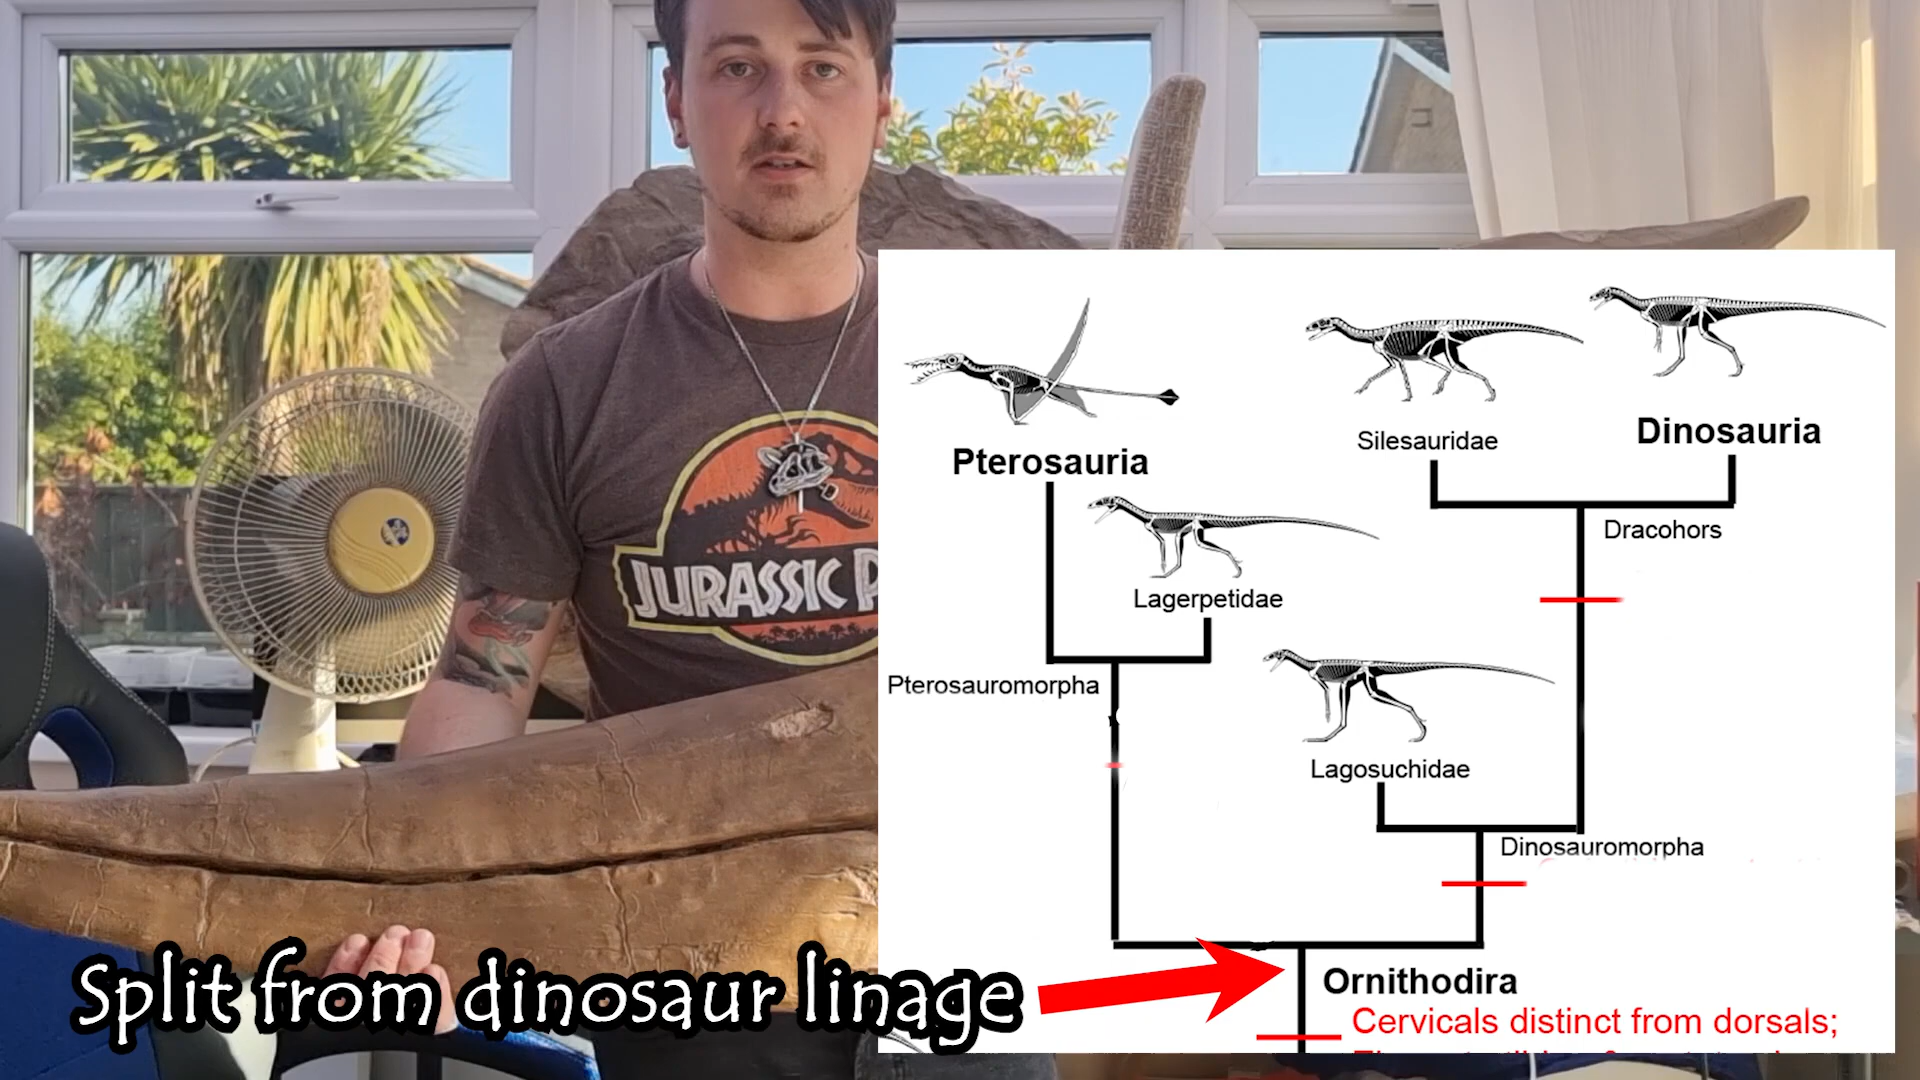 JURASSIC P
Pterosauria
Silesauridae
Dinosauria
Dracohors
Lagerpetidae
Pterosauromorpha
Lagosuchidae
Dinosauromorpha
Split from dinosaur linage
Ornithodira
Cervicals distinct from dorsals;